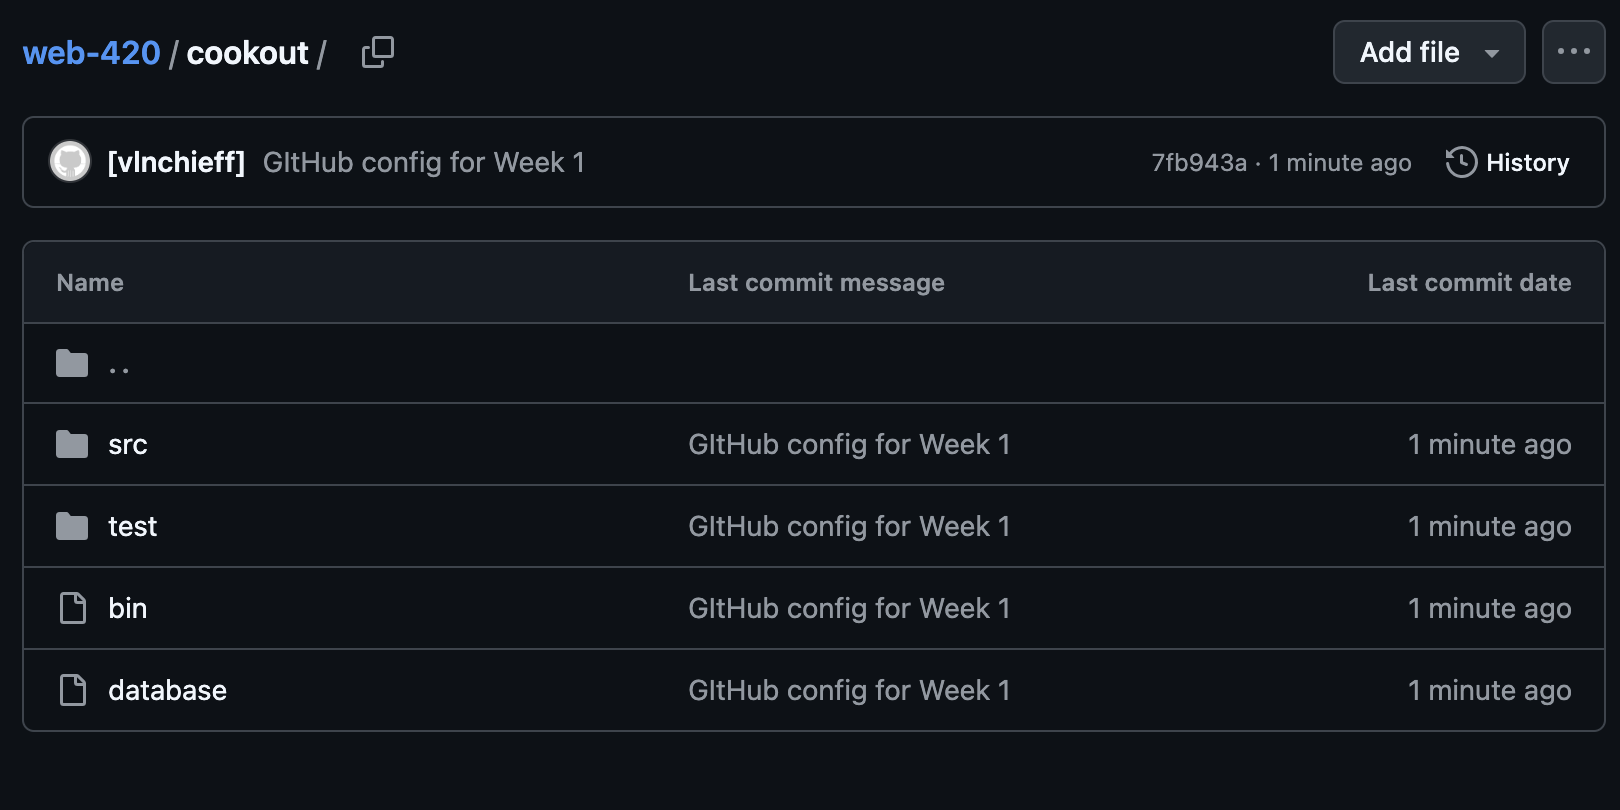 web-420 / cookout /
Add file
[vlnchieff] GItHub config for Week 1
7fb943a · 1 minute ago
History
Name Last commit message Last commit date
..
src GItHub config for Week 1 1 minute ago
test GItHub config for Week 1 1 minute ago
bin GItHub config for Week 1 1 minute ago
database GItHub config for Week 1 1 minute ago